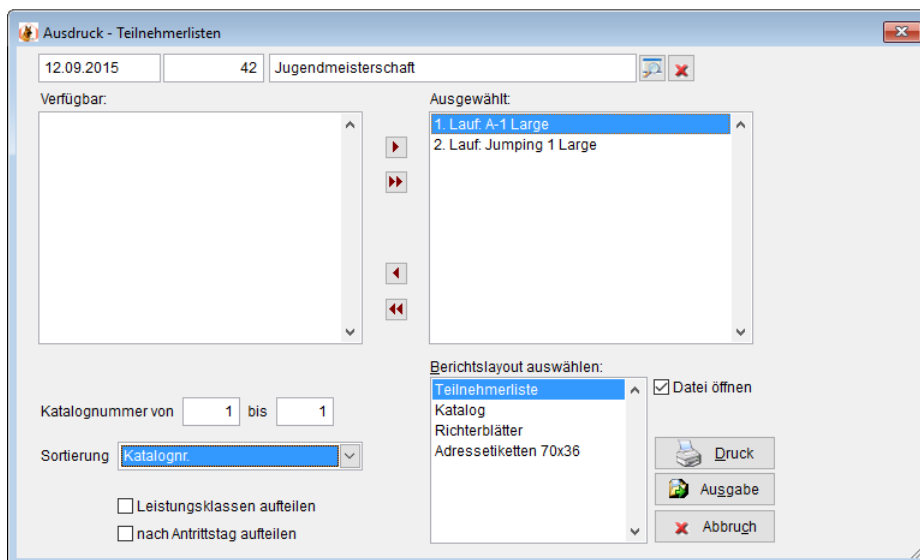 Ausdruck - Teilnehmerlisten
12.09.2015 42 Jugendmeisterschaft
Verfügbar:
Ausgewählt:
1. Lauf: A-1 Large
2. Lauf: Jumping 1 Large
Berichtslayout auswählen:
Teilnehmerliste
Katalog
Richterblätter
Adressetiketten 70x36
Datei öffnen
Katalognummer von 1 bis 1
Sortierung Katalognr.
Leistungsklassen aufteilen
nach Antrittstag aufteilen
Druck
Ausgabe
Abbruch